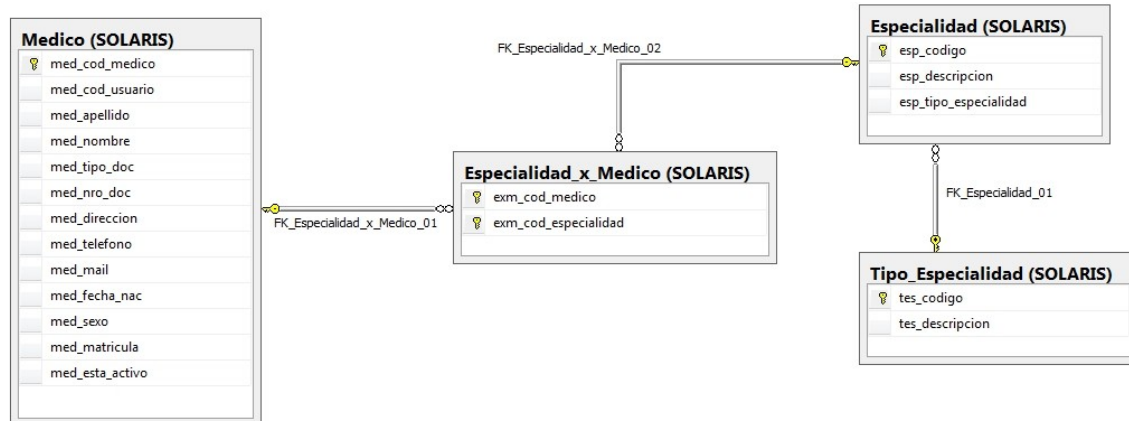 Medico (SOLARIS)
med_cod_medico
med_cod_usuario
med_apellido
med_nombre
med_tipo_doc
med_nro_doc
med_direccion
med_telefono
med_mail
med_fecha_nac
med_sexo
med_matricula
med_esta_activo
FK_Especialidad_x_Medico_01
Especialidad_x_Medico (SOLARIS)
exm_cod_medico
exm_cod_especialidad
FK_Especialidad_x_Medico_02
Especialidad (SOLARIS)
esp_codigo
esp_descripcion
esp_tipo_especialidad
FK_Especialidad_01
Tipo_Especialidad (SOLARIS)
tes_codigo
tes_descripcion